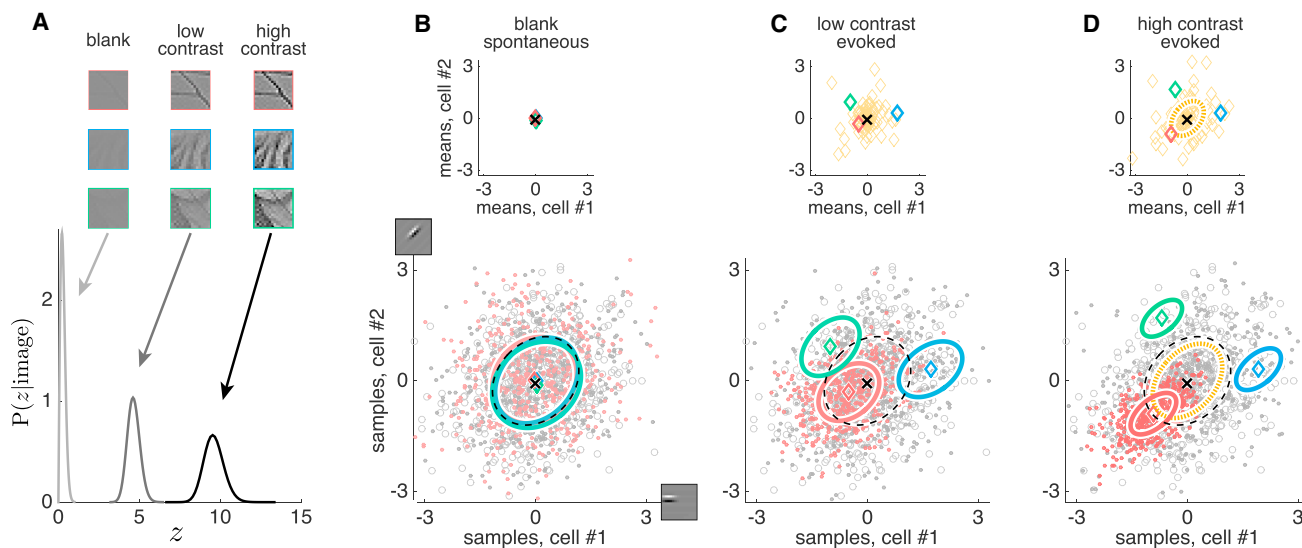 A
blank
low
contrast
high
contrast
P(z|image)
2
1
0
0
5
10
15
z
B
blank
spontaneous
means, cell #2
3
0
-3
-3
0
3
means, cell #1
samples, cell #2
3
0
-3
-3
0
3
samples, cell #1
C
low contrast
evoked
3
0
-3
-3
0
3
means, cell #1
3
0
-3
-3
0
3
samples, cell #1
D
high contrast
evoked
3
0
-3
-3
0
3
means, cell #1
3
0
-3
-3
0
3
samples, cell #1